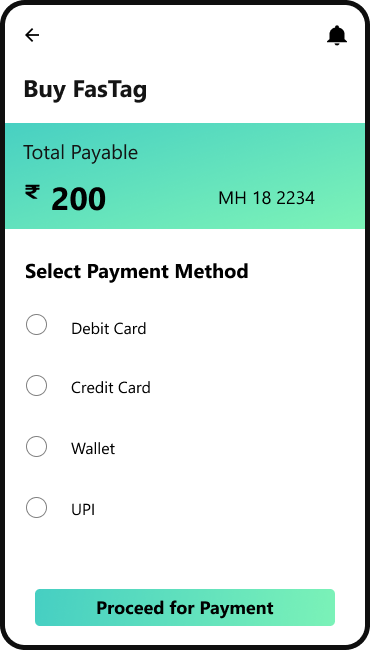 Buy FasTag
Total Payable
₹ 200
MH 18 2234
Select Payment Method
Debit Card
Credit Card
Wallet
UPI
Proceed for Payment